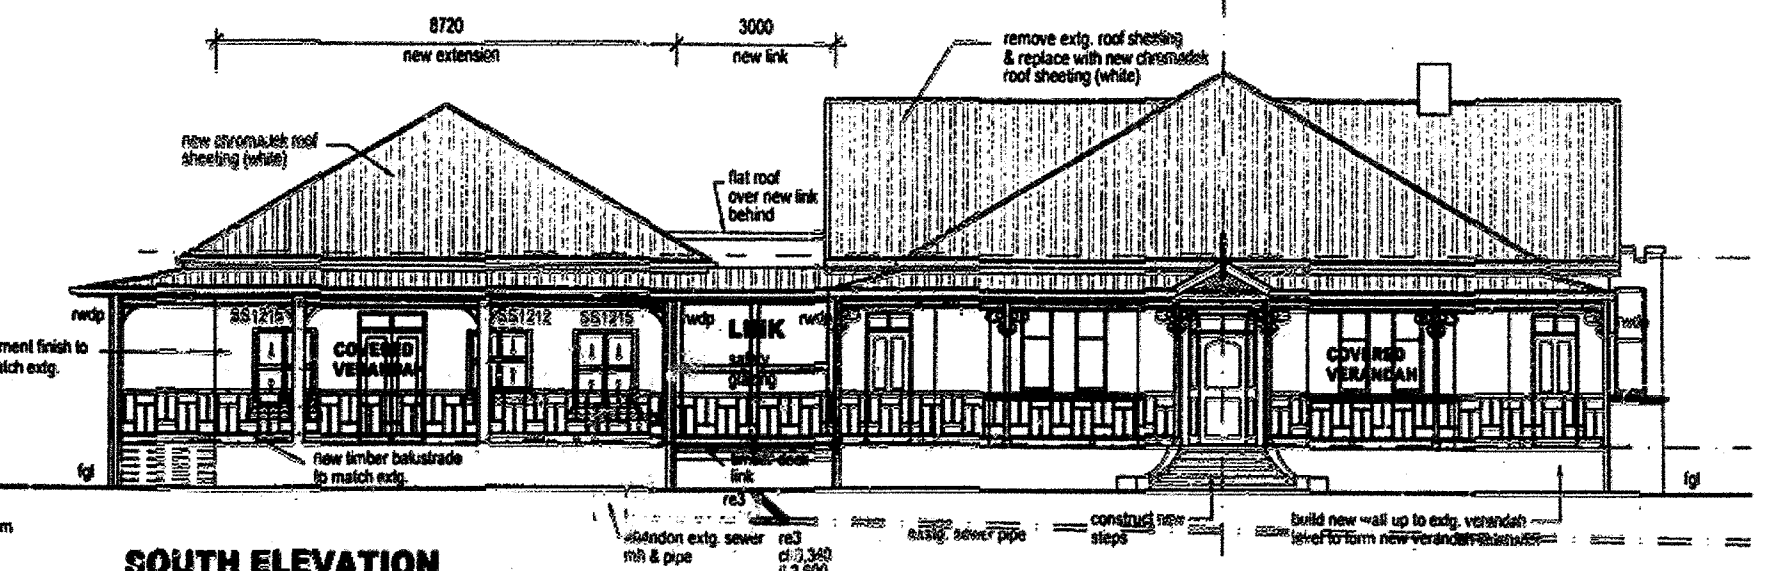 8720
new extension
3000
new link
remove extg. roof sheeting
& replace with new chromadek
roof sheeting (white)
new chromadek roof
sheeting (white)
flat roof
over new link
behind
rwdp
SS1215
SS1212
SS1215
rwdp
LINK
rwdp
rwdp
COVERED
VERANDAH
safety
glazing
COVERED
VERANDAH
ment finish to
atch extg.
new timber balustrade
to match extg.
timber deck
link
re3
fgl
fgl
abandon extg. sewer
mh & pipe
re3
exstg. sewer pipe
construct new
steps
build new wall up to extg. verandah
level to form new verandah
m
SOUTH ELEVATION